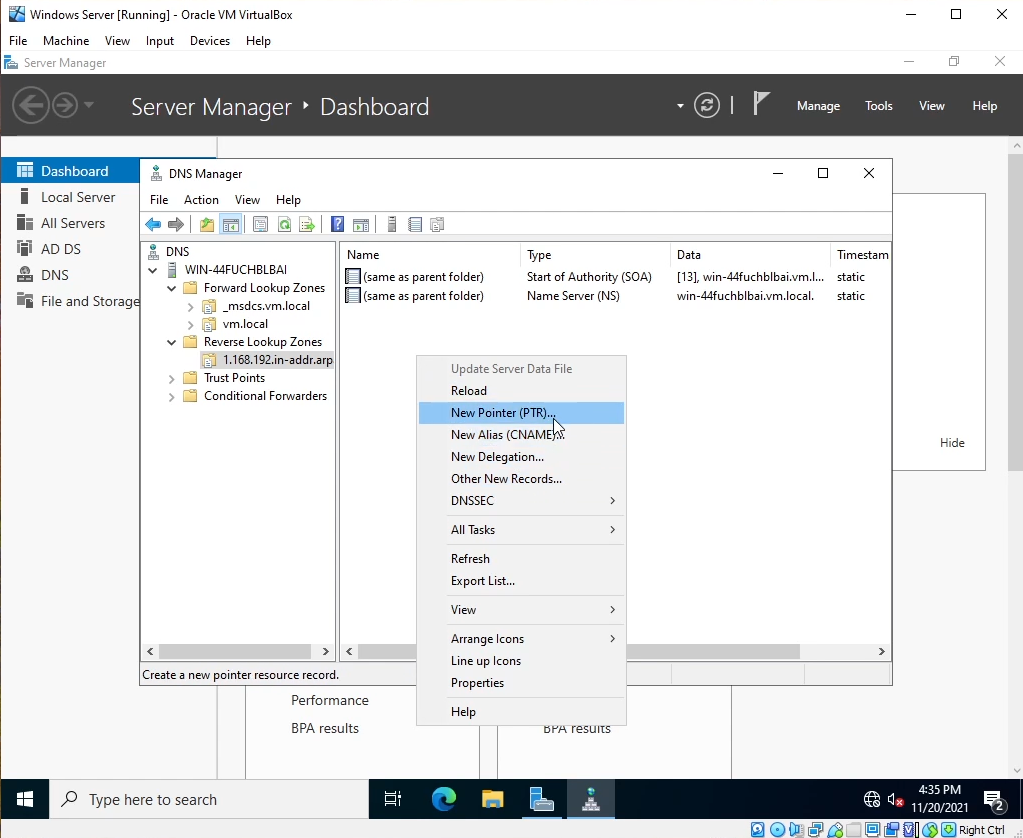 Windows Server [Running] - Oracle VM VirtualBox
File Machine View Input Devices Help
Server Manager
Server Manager Dashboard
Manage Tools View Help
Dashboard
Local Server
All Servers
AD DS
DNS
File and Storage
DNS Manager
File Action View Help
DNS
WIN-44FUCHBLBAI
Forward Lookup Zones
_msdcs.vm.local
vm.local
Reverse Lookup Zones
1.168.192.in-addr.arp
Trust Points
Conditional Forwarders
Name Type Data Timestam
(same as parent folder) Start of Authority (SOA) [13], win-44fuchblbai.vm.l... static
(same as parent folder) Name Server (NS) win-44fuchblbai.vm.local. static
Update Server Data File
Reload
New Pointer (PTR)...
New Alias (CNAME)...
New Delegation...
Other New Records...
DNSSEC
All Tasks
Refresh
Export List...
View
Arrange Icons
Line up Icons
Properties
Help
Hide
Create a new pointer resource record.
Performance
BPA results
BPA results
Type here to search
4:35 PM
11/20/2021
2
Right Ctrl